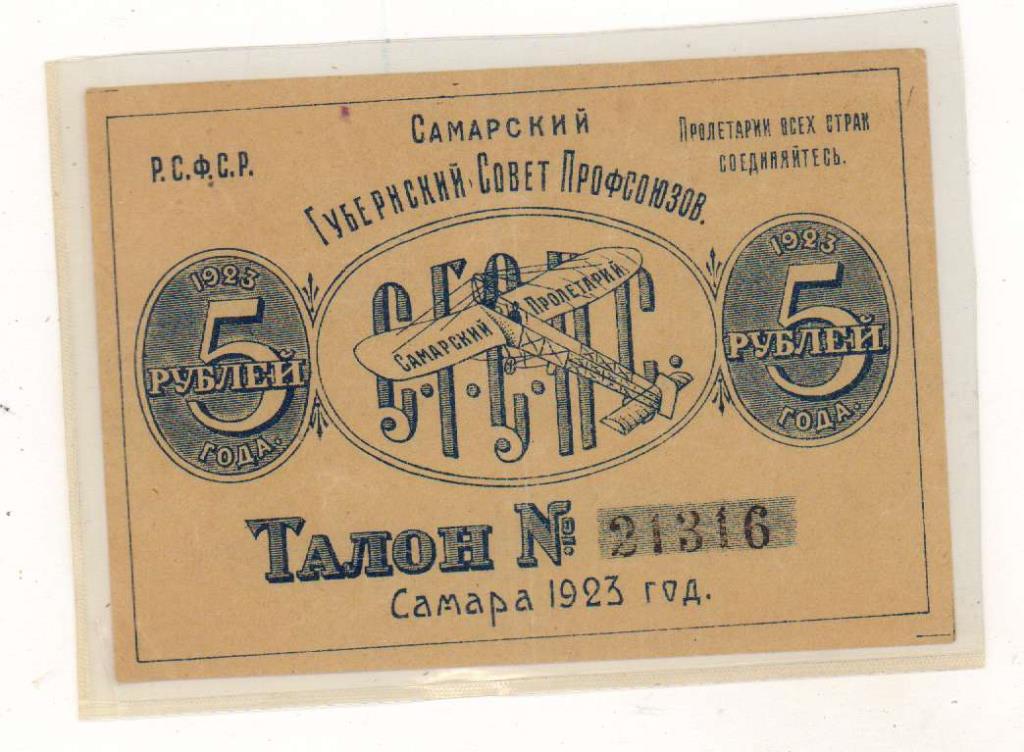 Р.С.Ф.С.Р.
САМАРСКИЙ
ГУБЕРНСКИЙ СОВЕТ ПРОФСОЮЗОВ.
ПРОЛЕТАРИИ ВСЕХ СТРАН
СОЕДИНЯЙТЕСЬ.
1923
5
РУБЛЕЙ
ГОДА.
С.Г.С.П.С.
САМАРСКИЙ ПРОЛЕТАРИЙ
1923
5
РУБЛЕЙ
ГОДА.
ТАЛОН № 21316
Самара 1923 год.